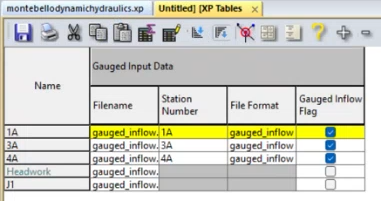 montebellodynamichydraulics.xp Untitled] [XP Tables
Gauged Input Data
Name
Filename Station Number File Format Gauged Inflow Flag
1A gauged_inflow. 1A gauged_inflow
3A gauged_inflow. 3A gauged_inflow
4A gauged_inflow. 4A gauged_inflow
Headwork gauged_inflow.
J1 gauged_inflow.